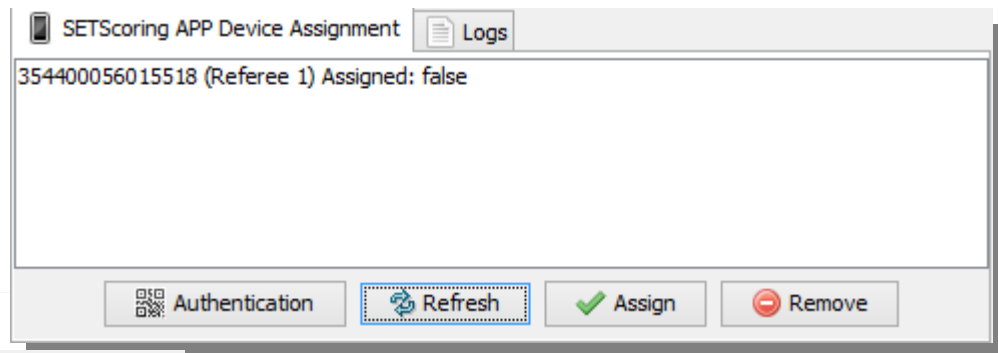 SETScoring APP Device Assignment Logs
354400056015518 (Referee 1) Assigned: false
Authentication Refresh Assign Remove